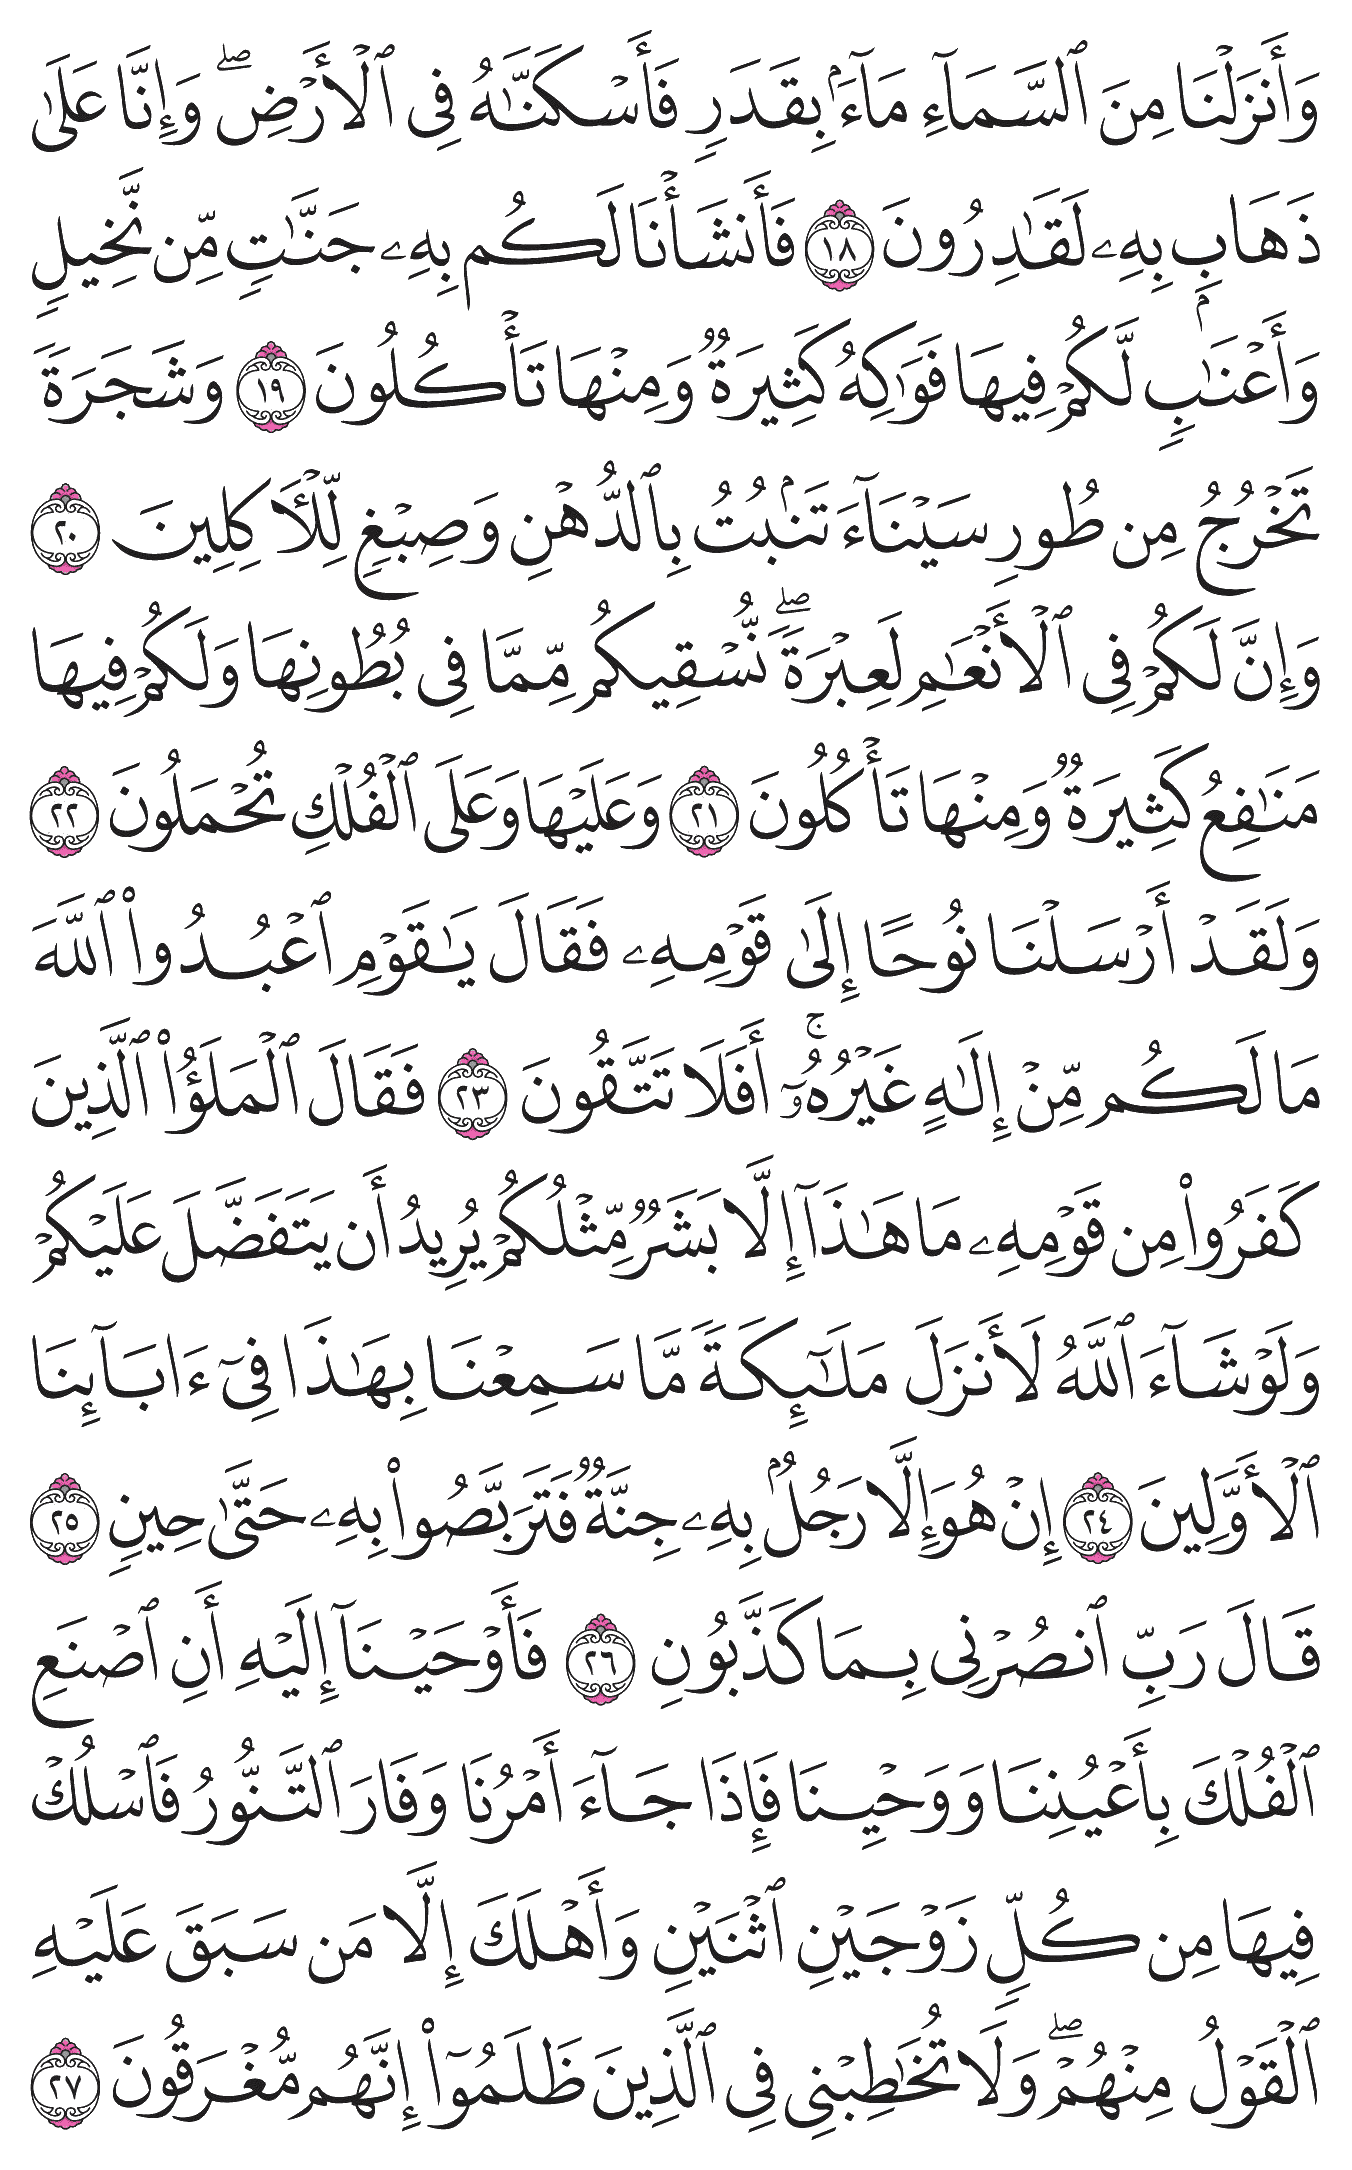 وَأَنزَلۡنَا مِنَ ٱلسَّمَآءِ مَآءَۢ بِقَدَرٖ فَأَسۡكَنَّٰهُ فِي ٱلۡأَرۡضِۖ وَإِنَّا عَلَىٰ
ذَهَابِۭ بِهِۦ لَقَٰدِرُونَ ١٨ فَأَنشَأۡنَا لَكُم بِهِۦ جَنَّٰتٖ مِّن نَّخِيلٖ
وَأَعۡنَٰبٖ لَّكُمۡ فِيهَا فَوَٰكِهُ كَثِيرَةٞ وَمِنۡهَا تَأۡكُلُونَ ١٩ وَشَجَرَةٗ
تَخۡرُجُ مِن طُورِ سَيۡنَآءَ تَنۢبُتُ بِٱلدُّهۡنِ وَصِبۡغٖ لِّلۡأٓكِلِينَ ٢٠
وَإِنَّ لَكُمۡ فِي ٱلۡأَنۡعَٰمِ لَعِبۡرَةٗۖ نُّسۡقِيكُم مِّمَّا فِي بُطُونِهَا وَلَكُمۡ فِيهَا
مَنَٰفِعُ كَثِيرَةٞ وَمِنۡهَا تَأۡكُلُونَ ٢١ وَعَلَيۡهَا وَعَلَى ٱلۡفُلۡكِ تُحۡمَلُونَ ٢٢
وَلَقَدۡ أَرۡسَلۡنَا نُوحًا إِلَىٰ قَوۡمِهِۦ فَقَالَ يَٰقَوۡمِ ٱعۡبُدُواْ ٱللَّهَ
مَا لَكُم مِّنۡ إِلَٰهٍ غَيۡرُهُۥٓۚ أَفَلَا تَتَّقُونَ ٢٣ فَقَالَ ٱلۡمَلَؤُاْ ٱلَّذِينَ
كَفَرُواْ مِن قَوۡمِهِۦ مَا هَٰذَآ إِلَّا بَشَرٞ مِّثۡلُكُمۡ يُرِيدُ أَن يَتَفَضَّلَ عَلَيۡكُمۡ
وَلَوۡ شَآءَ ٱللَّهُ لَأَنزَلَ مَلَٰٓئِكَةٗ مَّا سَمِعۡنَا بِهَٰذَا فِيٓ ءَابَآئِنَا
ٱلۡأَوَّلِينَ ٢٤ إِنۡ هُوَ إِلَّا رَجُلُۢ بِهِۦ جِنَّةٞ فَتَرَبَّصُواْ بِهِۦ حَتَّىٰ حِينٖ ٢٥
قَالَ رَبِّ ٱنصُرۡنِي بِمَا كَذَّبُونِ ٢٦ فَأَوۡحَيۡنَآ إِلَيۡهِ أَنِ ٱصۡنَعِ
ٱلۡفُلۡكَ بِأَعۡيُنِنَا وَوَحۡيِنَا فَإِذَا جَآءَ أَمۡرُنَا وَفَارَ ٱلتَّنُّورُ فَٱسۡلُكۡ
فِيهَا مِن كُلّٖ زَوۡجَيۡنِ ٱثۡنَيۡنِ وَأَهۡلَكَ إِلَّا مَن سَبَقَ عَلَيۡهِ
ٱلۡقَوۡلُ مِنۡهُمۡۖ وَلَا تُخَٰطِبۡنِي فِي ٱلَّذِينَ ظَلَمُوٓاْ إِنَّهُم مُّغۡرَقُونَ ٢٧